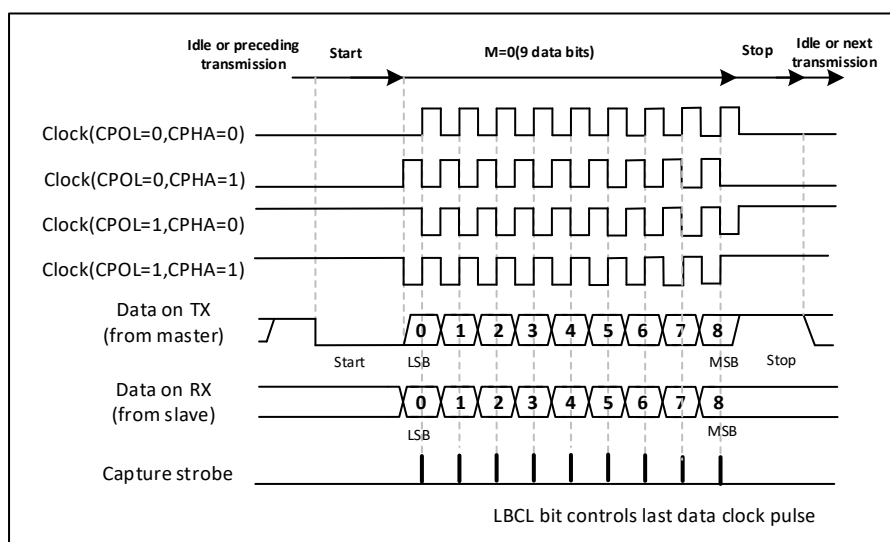 Idle or preceding
transmission
Start
M=0(9 data bits)
Stop
Idle or next
transmission
Clock(CPOL=0,CPHA=0)
Clock(CPOL=0,CPHA=1)
Clock(CPOL=1,CPHA=0)
Clock(CPOL=1,CPHA=1)
Data on TX
(from master)
0 1 2 3 4 5 6 7 8
Start
LSB
MSB
Stop
Data on RX
(from slave)
0 1 2 3 4 5 6 7 8
LSB
MSB
Capture strobe
LBCL bit controls last data clock pulse